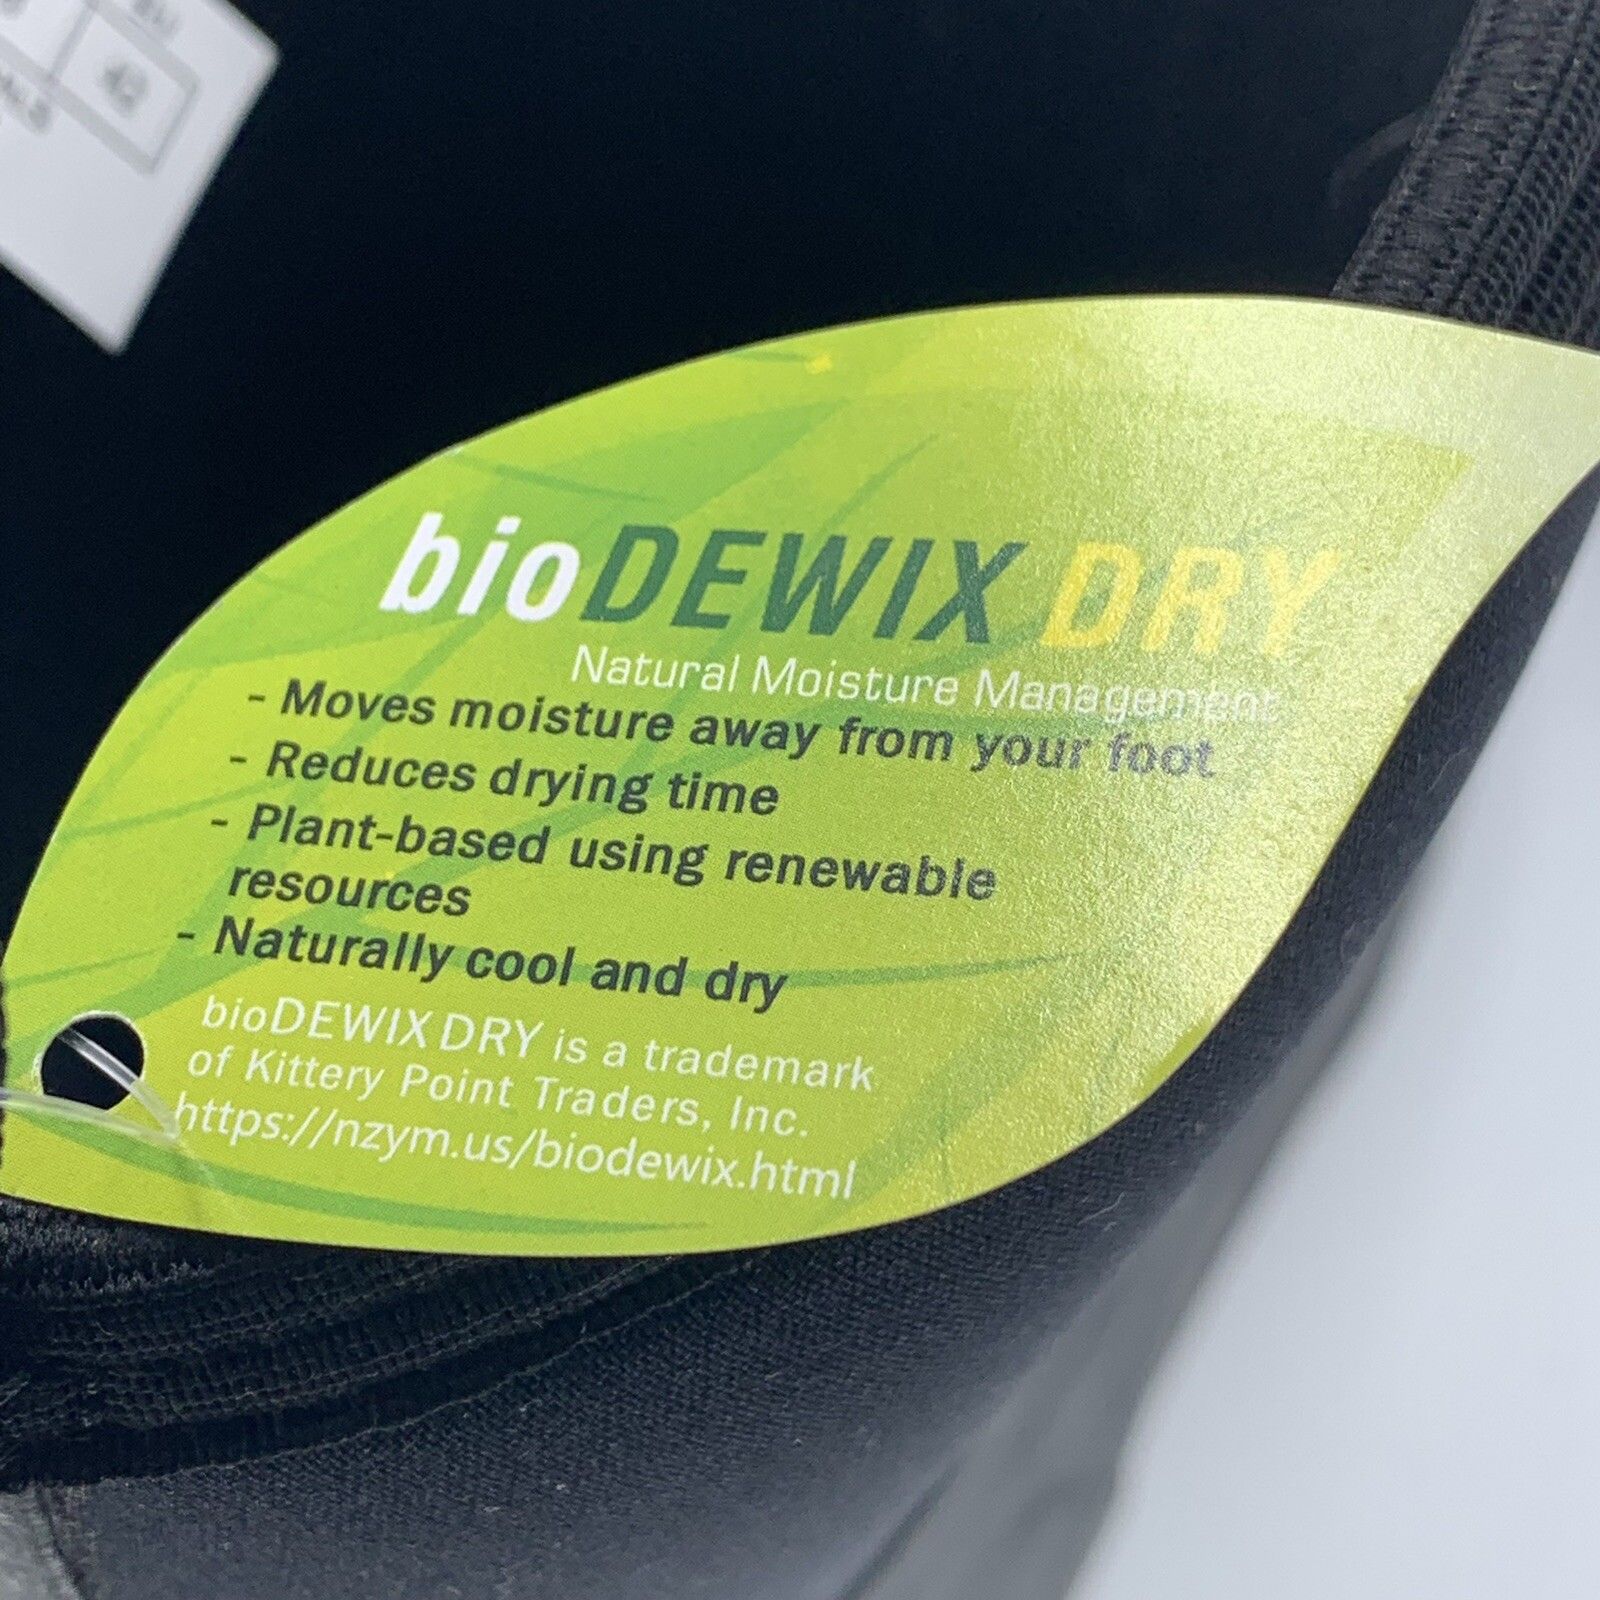 42
bioDEWIX DRY
Natural Moisture Management
- Moves moisture away from your foot
- Reduces drying time
- Plant-based using renewable
resources
- Naturally cool and dry
bioDEWIX DRY is a trademark
of Kittery Point Traders, Inc.
https://nzym.us/biodewix.html